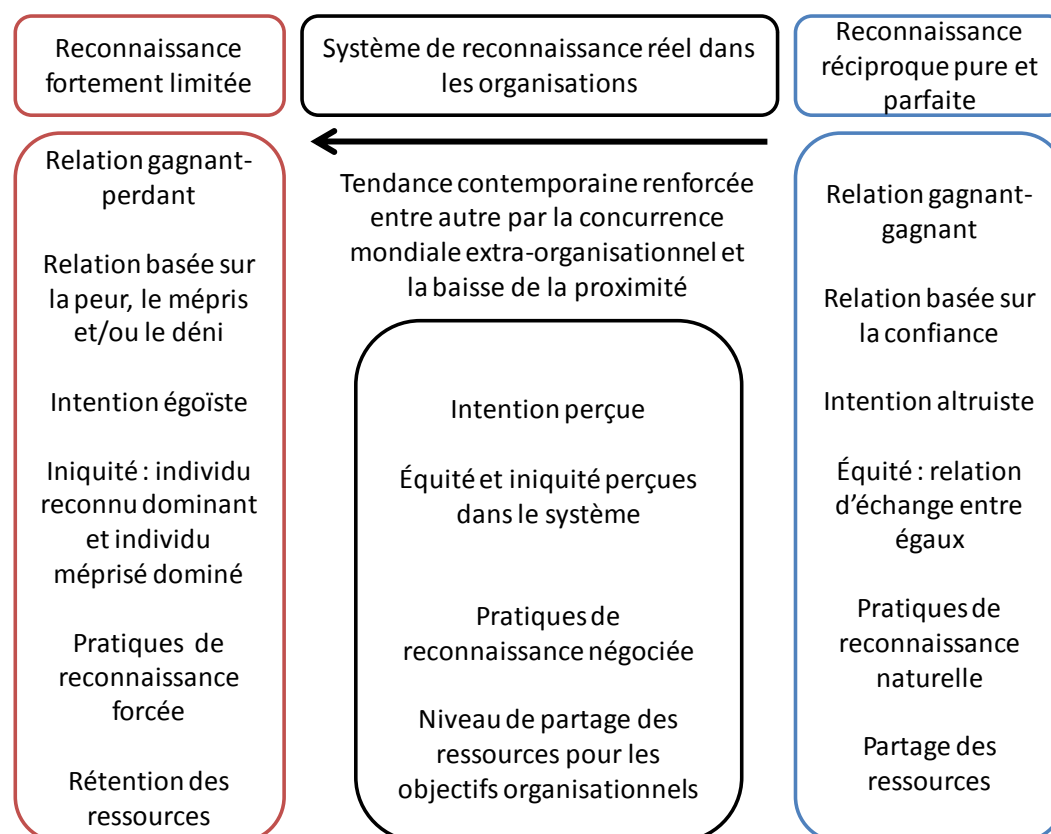 Reconnaissance
fortement limitée
Système de reconnaissance réel dans
les organisations
Reconnaissance
réciproque pure et
parfaite
Relation gagnant-
perdant
Relation basée sur
la peur, le mépris
et/ou le déni
Intention égoïste
Iniquité : individu
reconnu dominant
et individu
méprisé dominé
Pratiques de
reconnaissance
forcée
Rétention des
ressources
Tendance contemporaine renforcée
entre autre par la concurrence
mondiale extra-organisationnel et
la baisse de la proximité
Intention perçue
Équité et iniquité perçues
dans le système
Pratiques de
reconnaissance négociée
Niveau de partage des
ressources pour les
objectifs organisationnels
Relation gagnant-
gagnant
Relation basée sur
la confiance
Intention altruiste
Équité : relation
d’échange entre
égaux
Pratiques de
reconnaissance
naturelle
Partage des
ressources